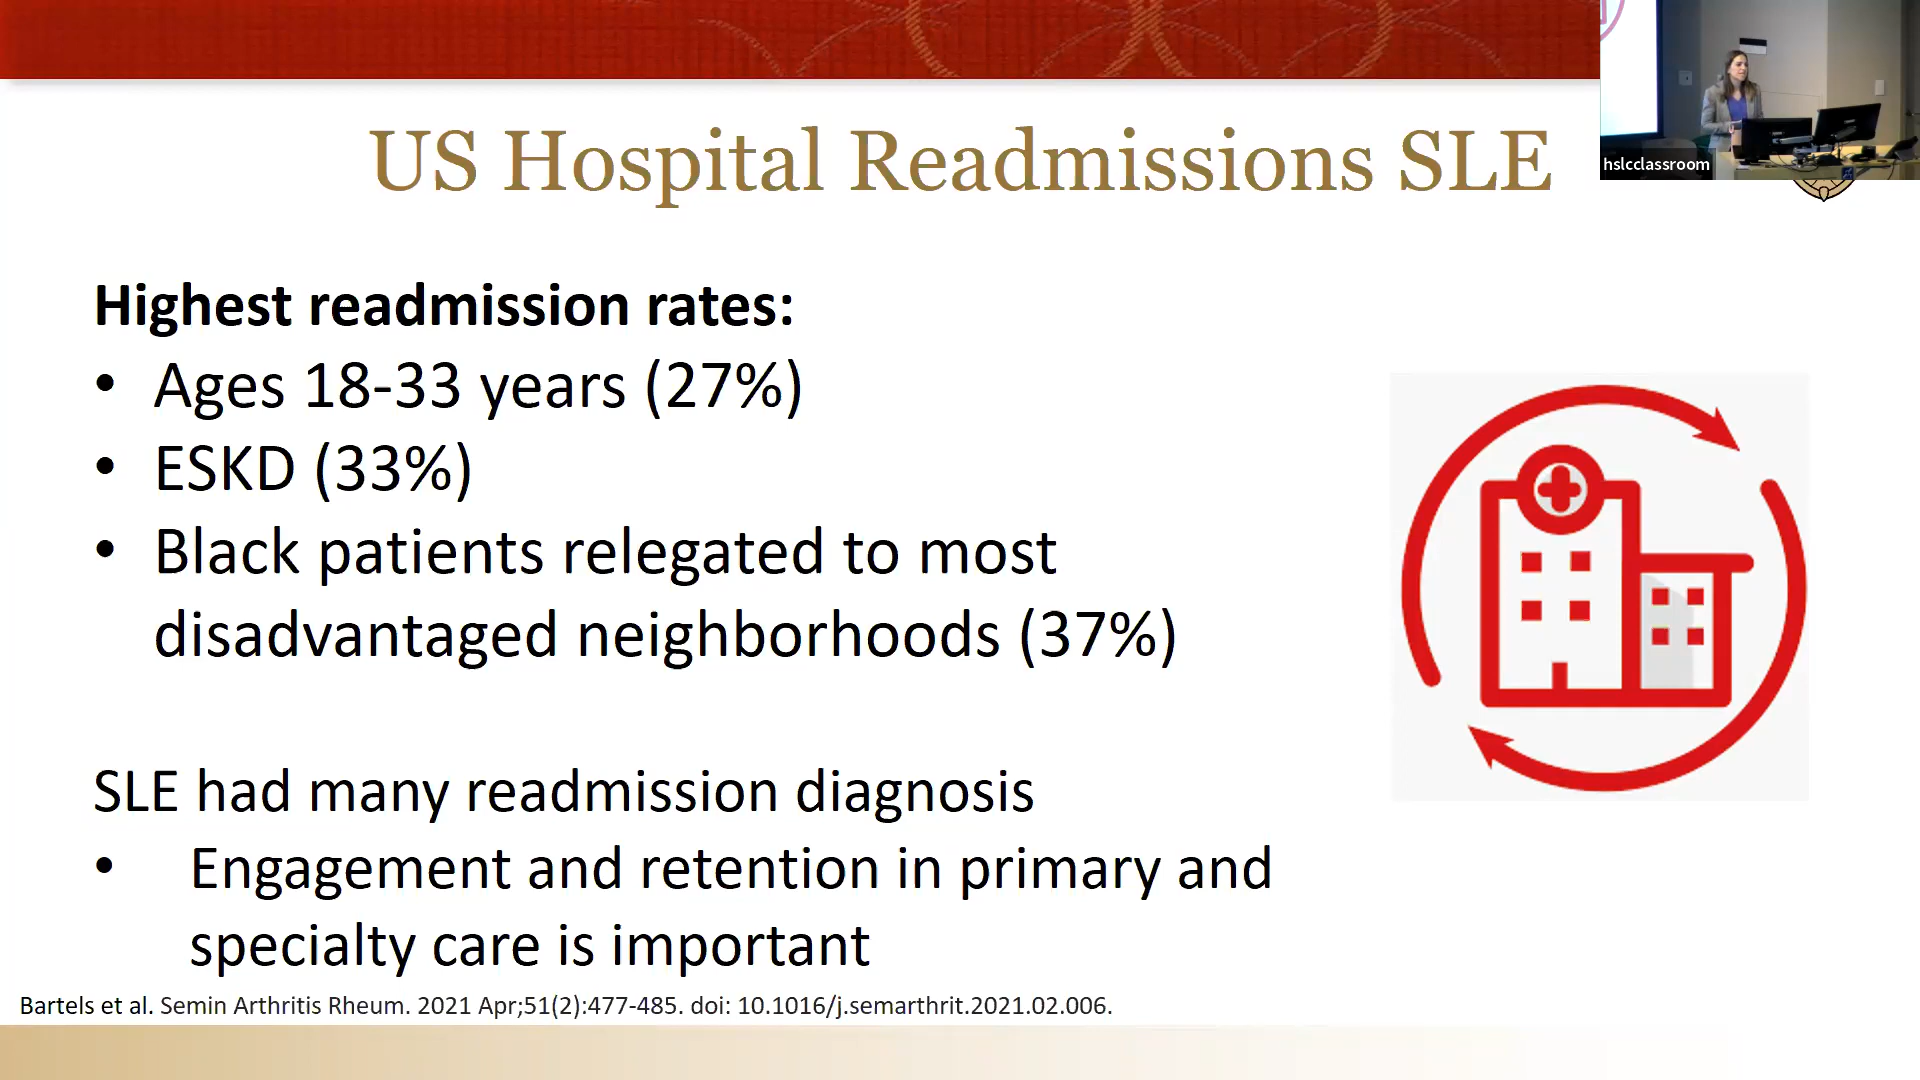 US Hospital Readmissions SLE
hslcclassroom
Highest readmission rates:
• Ages 18-33 years (27%)
• ESKD (33%)
• Black patients relegated to most
disadvantaged neighborhoods (37%)
SLE had many readmission diagnosis
• Engagement and retention in primary and
specialty care is important
Bartels et al. Semin Arthritis Rheum. 2021 Apr;51(2):477-485. doi: 10.1016/j.semarthrit.2021.02.006.